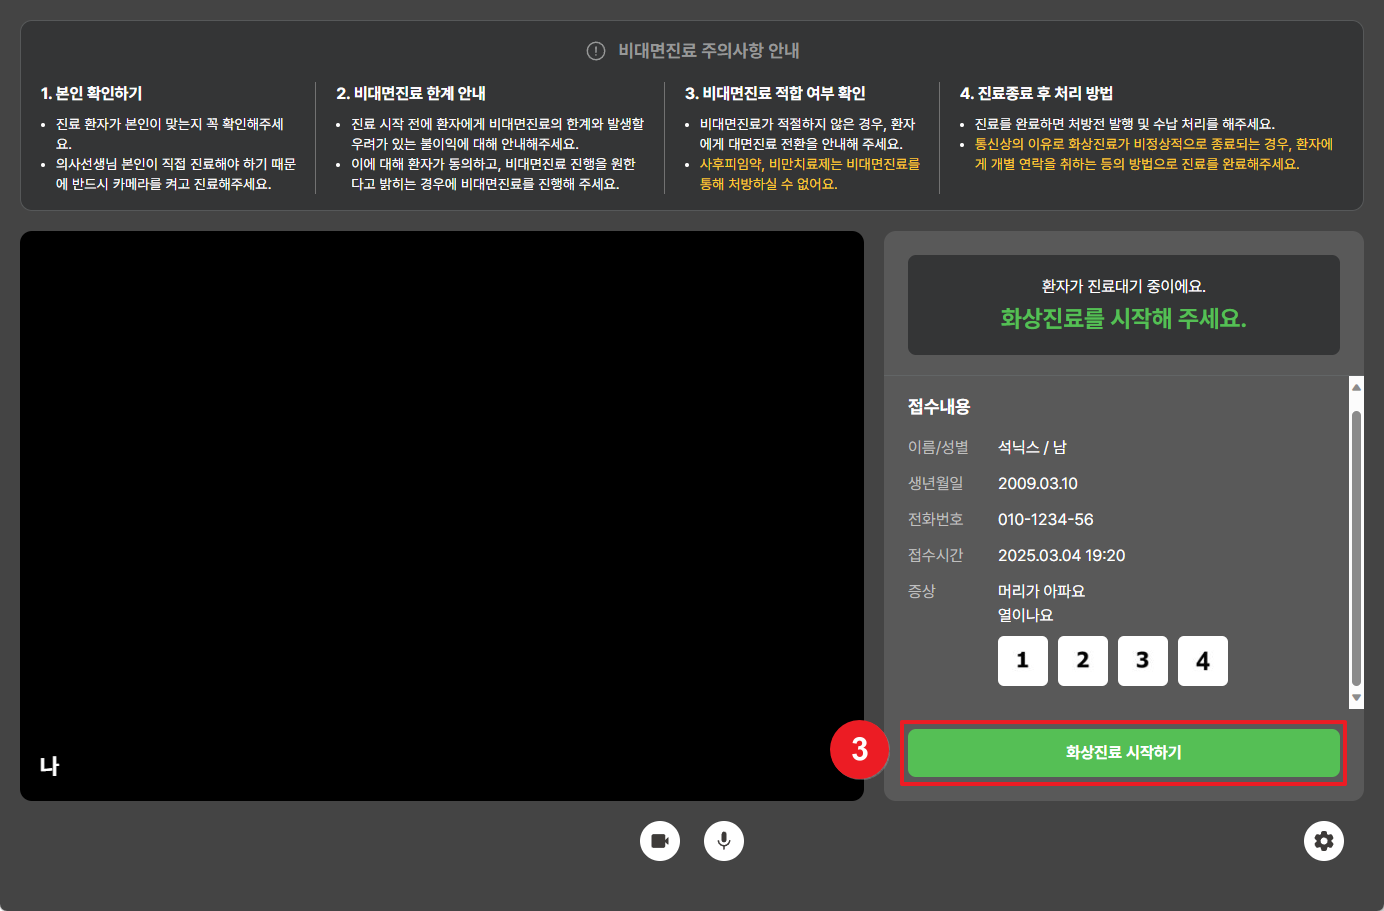 비대면진료 주의사항 안내
1. 본인 확인하기
• 진료 환자가 본인이 맞는지 꼭 확인해주세
요.
• 의사선생님 본인이 직접 진료해야 하기 때문
에 반드시 카메라를 켜고 진료해주세요.
2. 비대면진료 한계 안내
• 진료 시작 전에 환자에게 비대면진료의 한계와 발생할
우려가 있는 불이익에 대해 안내해주세요.
• 이에 대해 환자가 동의하고, 비대면진료 진행을 원한
다고 밝히는 경우에 비대면진료를 진행해 주세요.
3. 비대면진료 적합 여부 확인
• 비대면진료가 적절하지 않은 경우, 환자
에게 대면진료 전환을 안내해 주세요.
• 사후피임약, 비만치료제는 비대면진료를
통해 처방하실 수 없어요.
4. 진료종료 후 처리 방법
• 진료를 완료하면 처방전 발행 및 수납 처리를 해주세요.
• 통신상의 이유로 화상진료가 비정상적으로 종료되는 경우, 환자에
게 개별 연락을 취하는 등의 방법으로 진료를 완료해주세요.
나
환자가 진료대기 중이에요.
화상진료를 시작해 주세요.
접수내용
이름/성별 석닉스 / 남
생년월일 2009.03.10
전화번호 010-1234-56
접수시간 2025.03.04 19:20
증상 머리가 아파요
열이나요
1 2 3 4
3
화상진료 시작하기